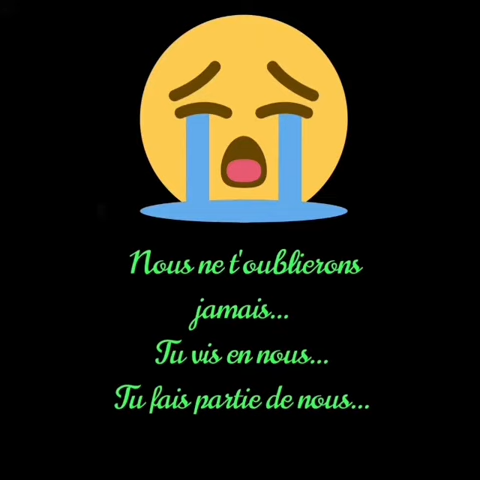 Nous ne t'oublierons
jamais...
Tu vis en nous...
Tu fais partie de nous...